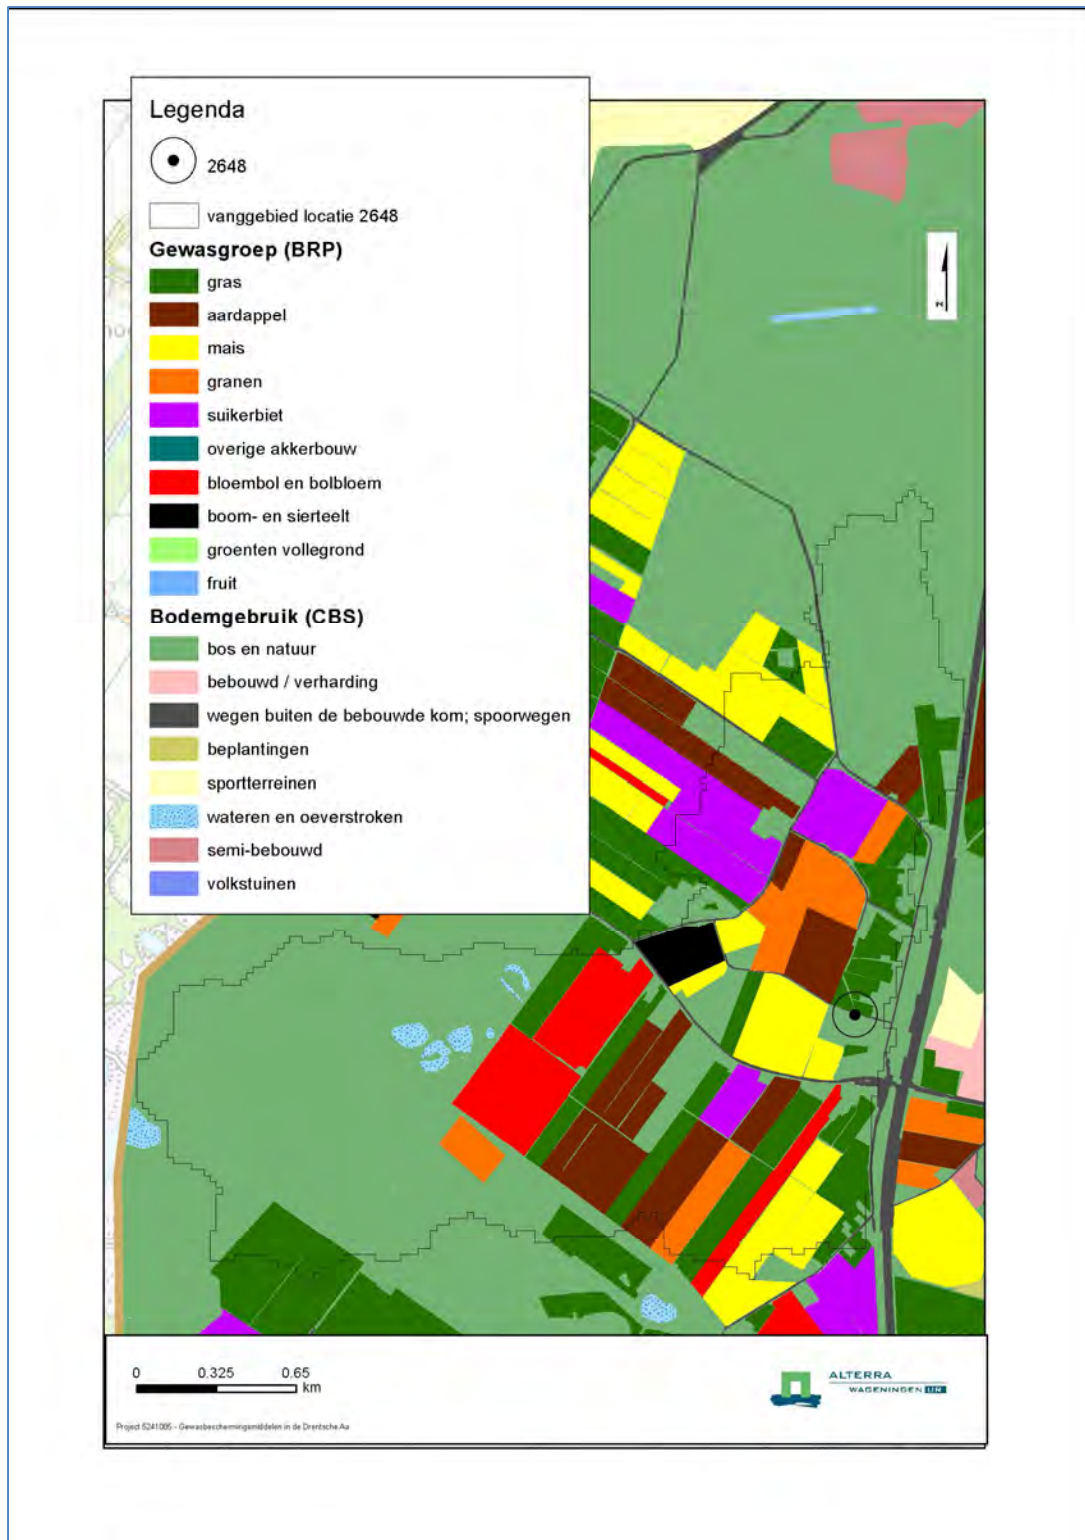 Legenda
2648
vanggebied locatie 2648
Gewasgroep (BRP)
gras
aardappel
mais
granen
suikerbiet
overige akkerbouw
bloembol en bolbloem
boom- en sierteelt
groenten vollegrond
fruit
Bodemgebruik (CBS)
bos en natuur
bebouwd / verharding
wegen buiten de bebouwde kom; spoorwegen
beplantingen
sportterreinen
wateren en oeverstroken
semi-bebouwd
volkstuinen
N
0 0.325 0.65
km
ALTERRA
WAGENINGEN UR
Project 5241085 - Gewasbeschermingsmiddelen in de Drentsche Aa